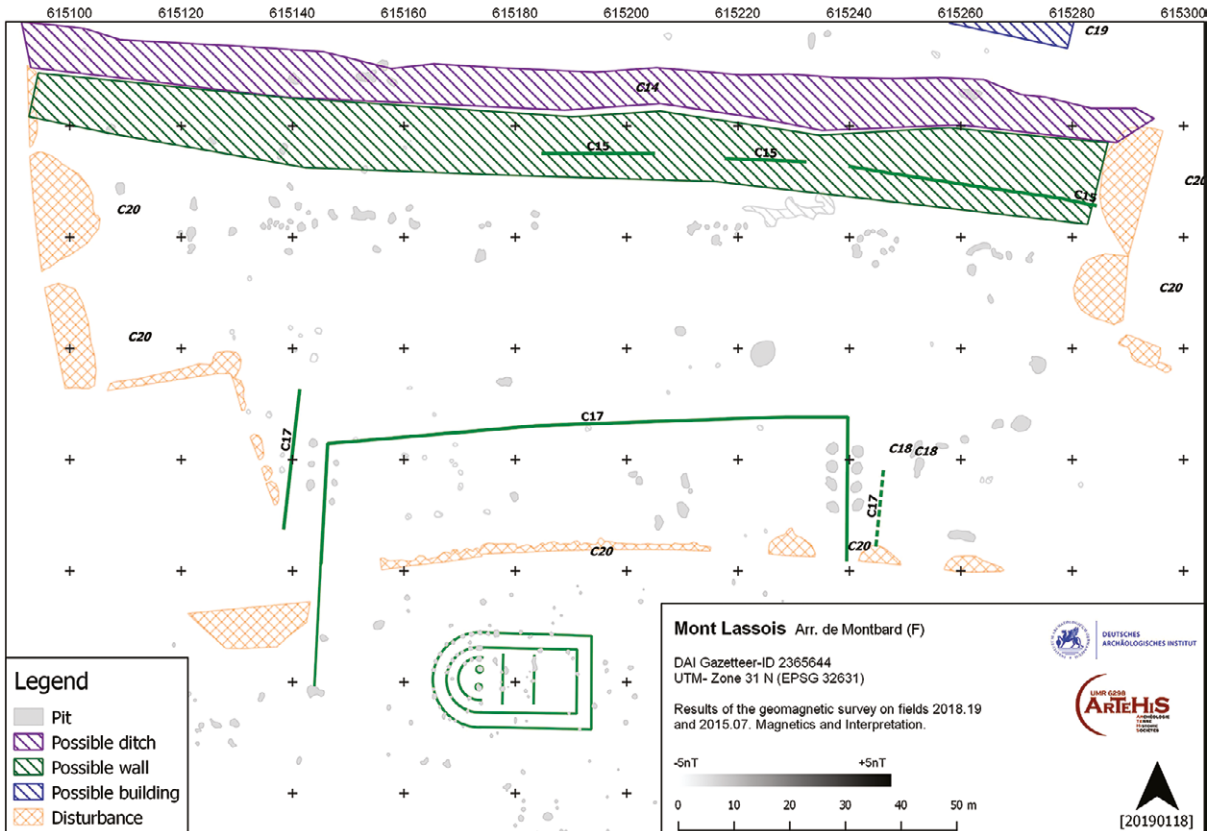 615100 615120 615140 615160 615180 615200 615220 615240 615260 615280 615300
C19
C14
C15
C15
C15
C20
C20
C20
C20
C17
C17
C18 C18
C17
C20
C20
Legend
Pit
Possible ditch
Possible wall
Possible building
Disturbance
Mont Lassois Arr. de Montbard (F)
DAI Gazetteer-ID 2365644
UTM- Zone 31 N (EPSG 32631)
Results of the geomagnetic survey on fields 2018.19
and 2015.07. Magnetics and Interpretation.
-5nT +5nT
0 10 20 30 40 50 m
DEUTSCHES
ARCHÄOLOGISCHES INSTITUT
UMR 6298
ARTEHIS
ARCHÉOLOGIE
TERRE
HISTOIRE
SOCIÉTÉS
[20190118]